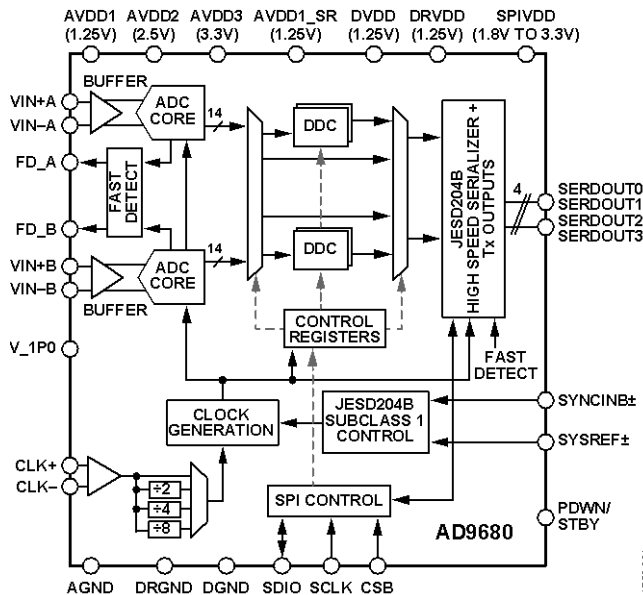 AVDD1 AVDD2 AVDD3 AVDD1_SR DVDD DRVDD SPIVDD
(1.25V) (2.5V) (3.3V) (1.25V) (1.25V) (1.25V) (1.8V TO 3.3V)
BUFFER
VIN+A
VIN–A
ADC
CORE
14
DDC
FD_A
FAST
DETECT
FD_B
JESD204B
HIGH SPEED SERIALIZER +
Tx OUTPUTS
4
SERDOUT0
SERDOUT1
SERDOUT2
SERDOUT3
VIN+B
VIN–B
ADC
CORE
14
DDC
BUFFER
CONTROL
REGISTERS
V_1P0
FAST
DETECT
CLOCK
GENERATION
JESD204B
SUBCLASS 1
CONTROL
SYNCINB±
SYSREF±
CLK+
CLK–
÷2
÷4
÷8
SPI CONTROL
PDWN/
STBY
AD9680
AGND DRGND DGND SDIO SCLK CSB